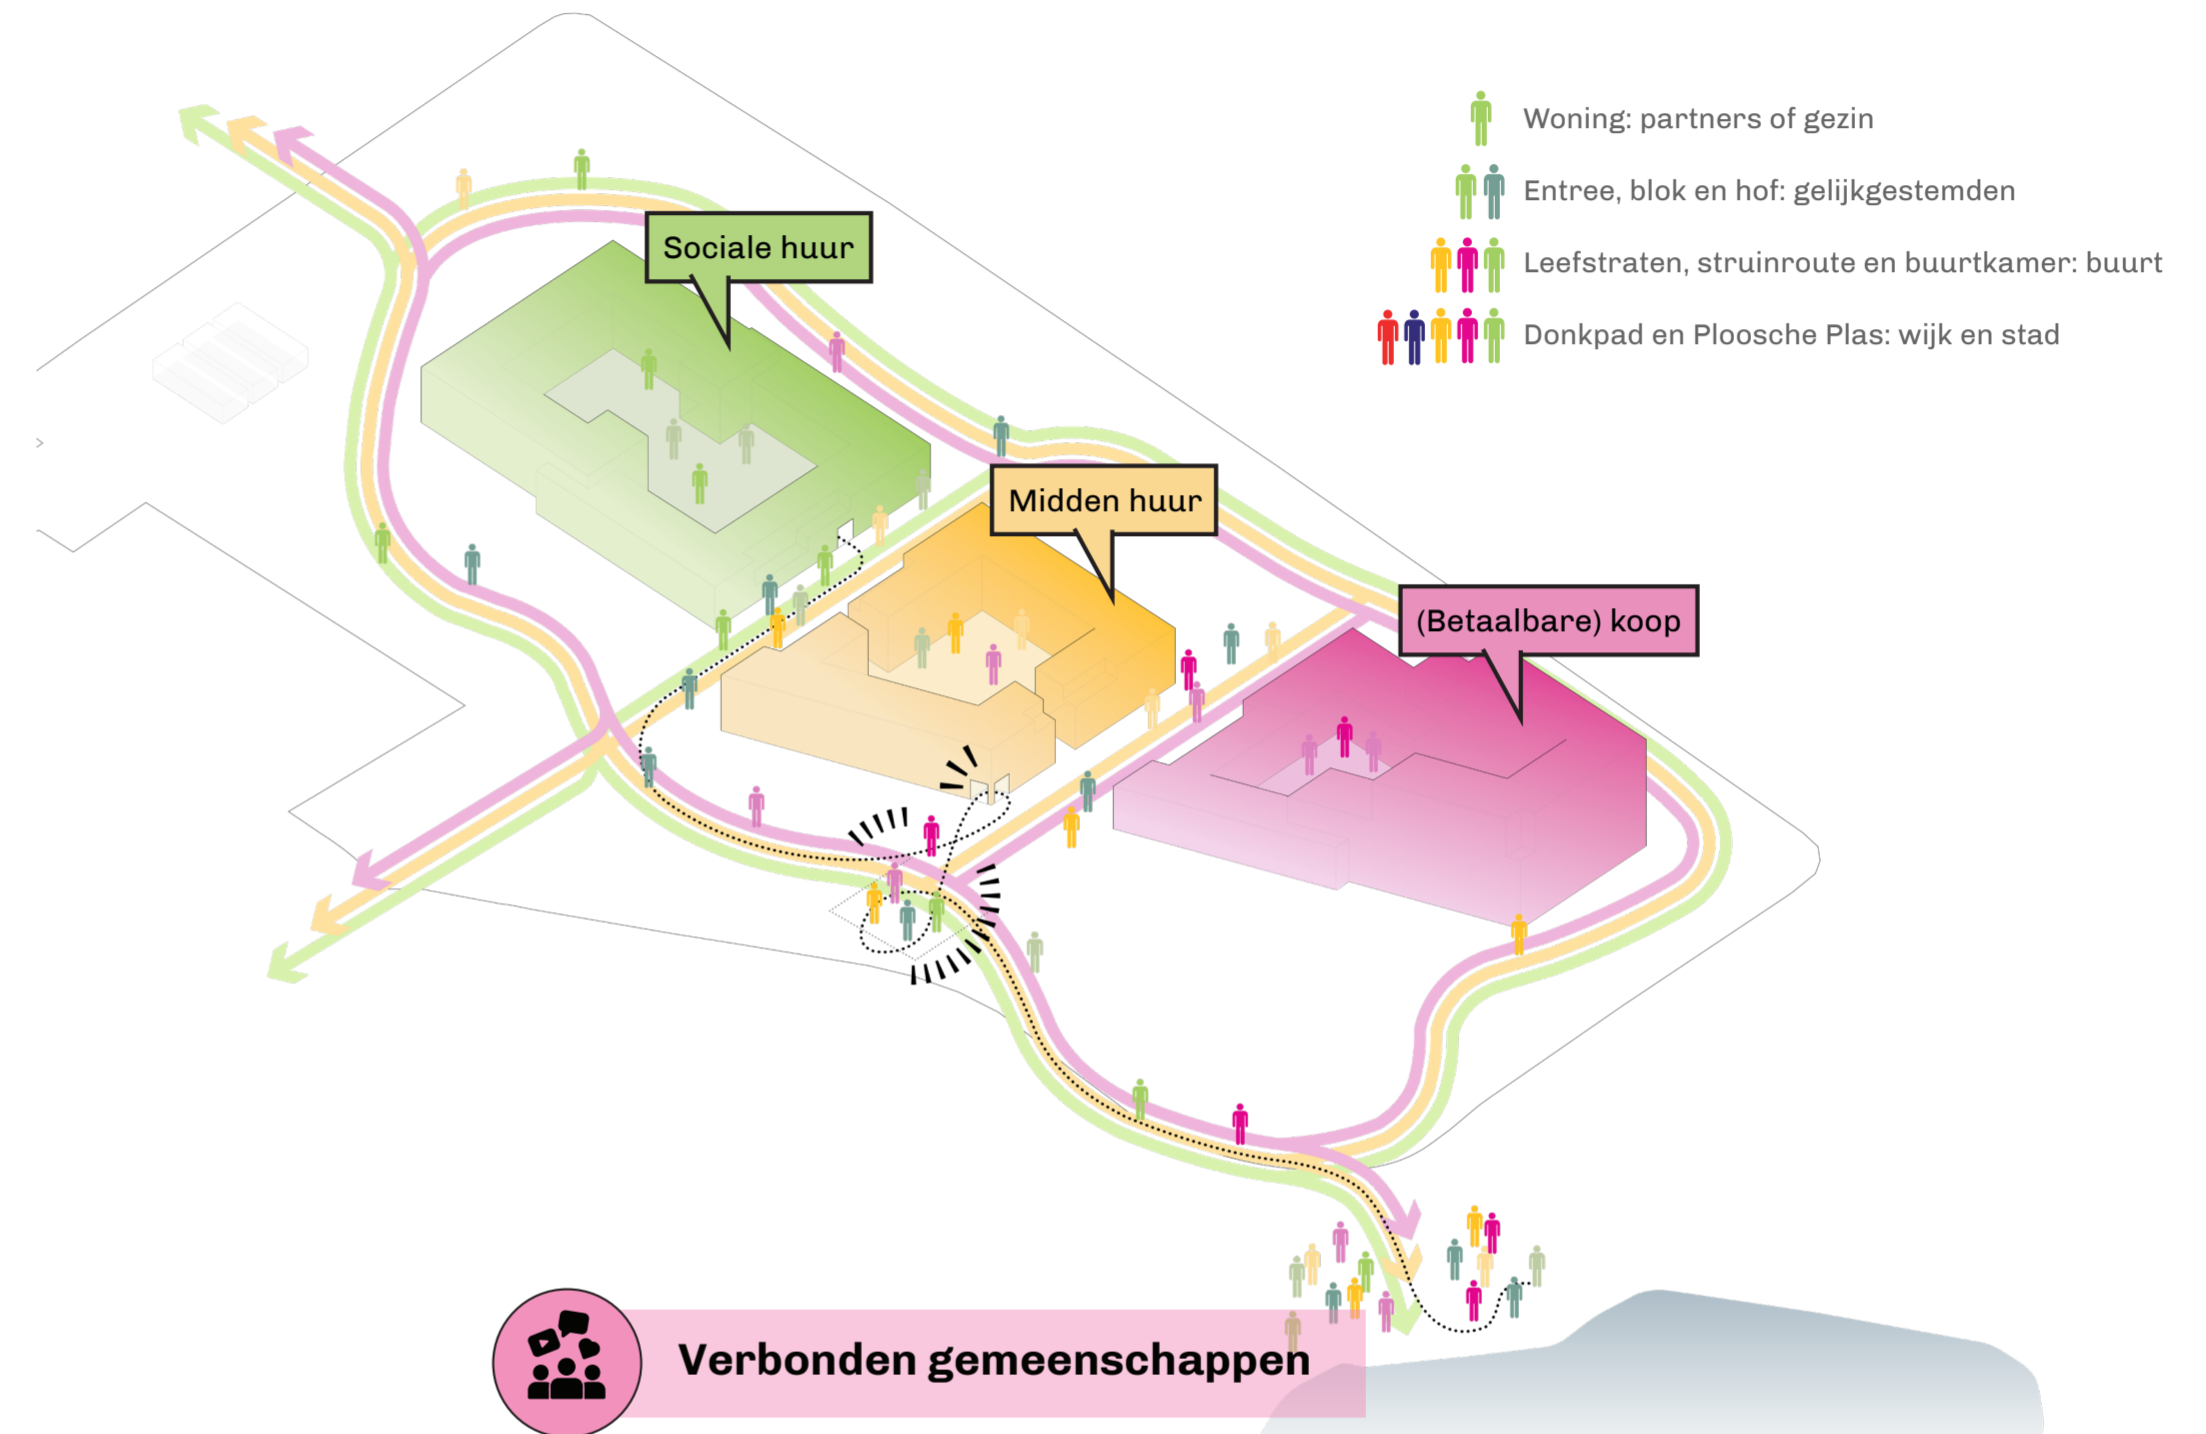 Woning: partners of gezin
Entree, blok en hof: gelijkgestemden
Leefstraten, struinroute en buurtkamer: buurt
Donkpad en Ploosche Plas: wijk en stad
Sociale huur
Midden huur
(Betaalbare) koop
Verbonden gemeenschappen